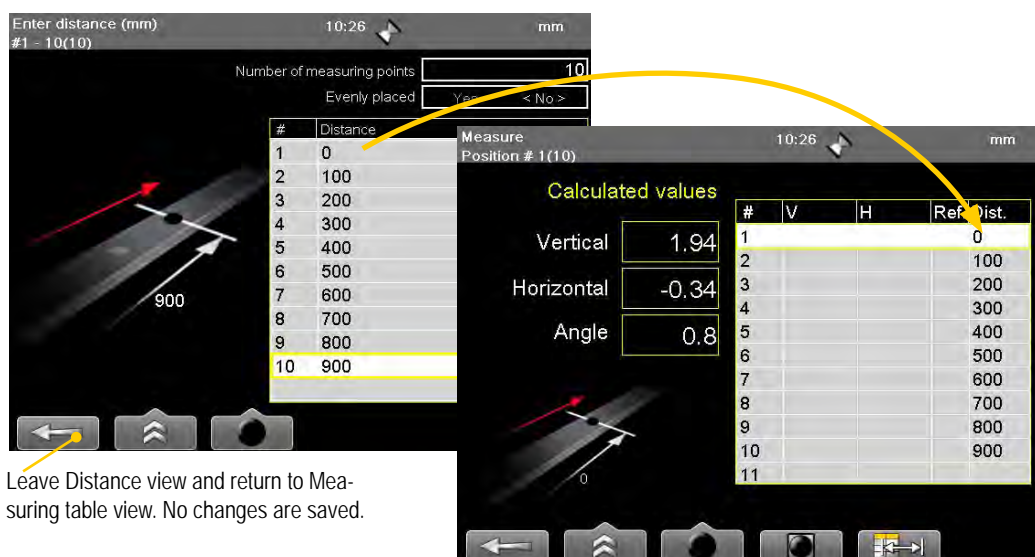 Enter distance (mm)
#1 - 10(10)
10:26
mm
Number of measuring points 10
Evenly placed Yes < No >
# Distance
1 0
2 100
3 200
4 300
5 400
6 500
7 600
8 700
9 800
10 900
900
Leave Distance view and return to Mea-
suring table view. No changes are saved.
Measure
Position # 1(10)
10:26
mm
Calculated values
Vertical 1.94
Horizontal -0.34
Angle 0.8
# V H Ref Dist.
1 0
2 100
3 200
4 300
5 400
6 500
7 600
8 700
9 800
10 900
11
0